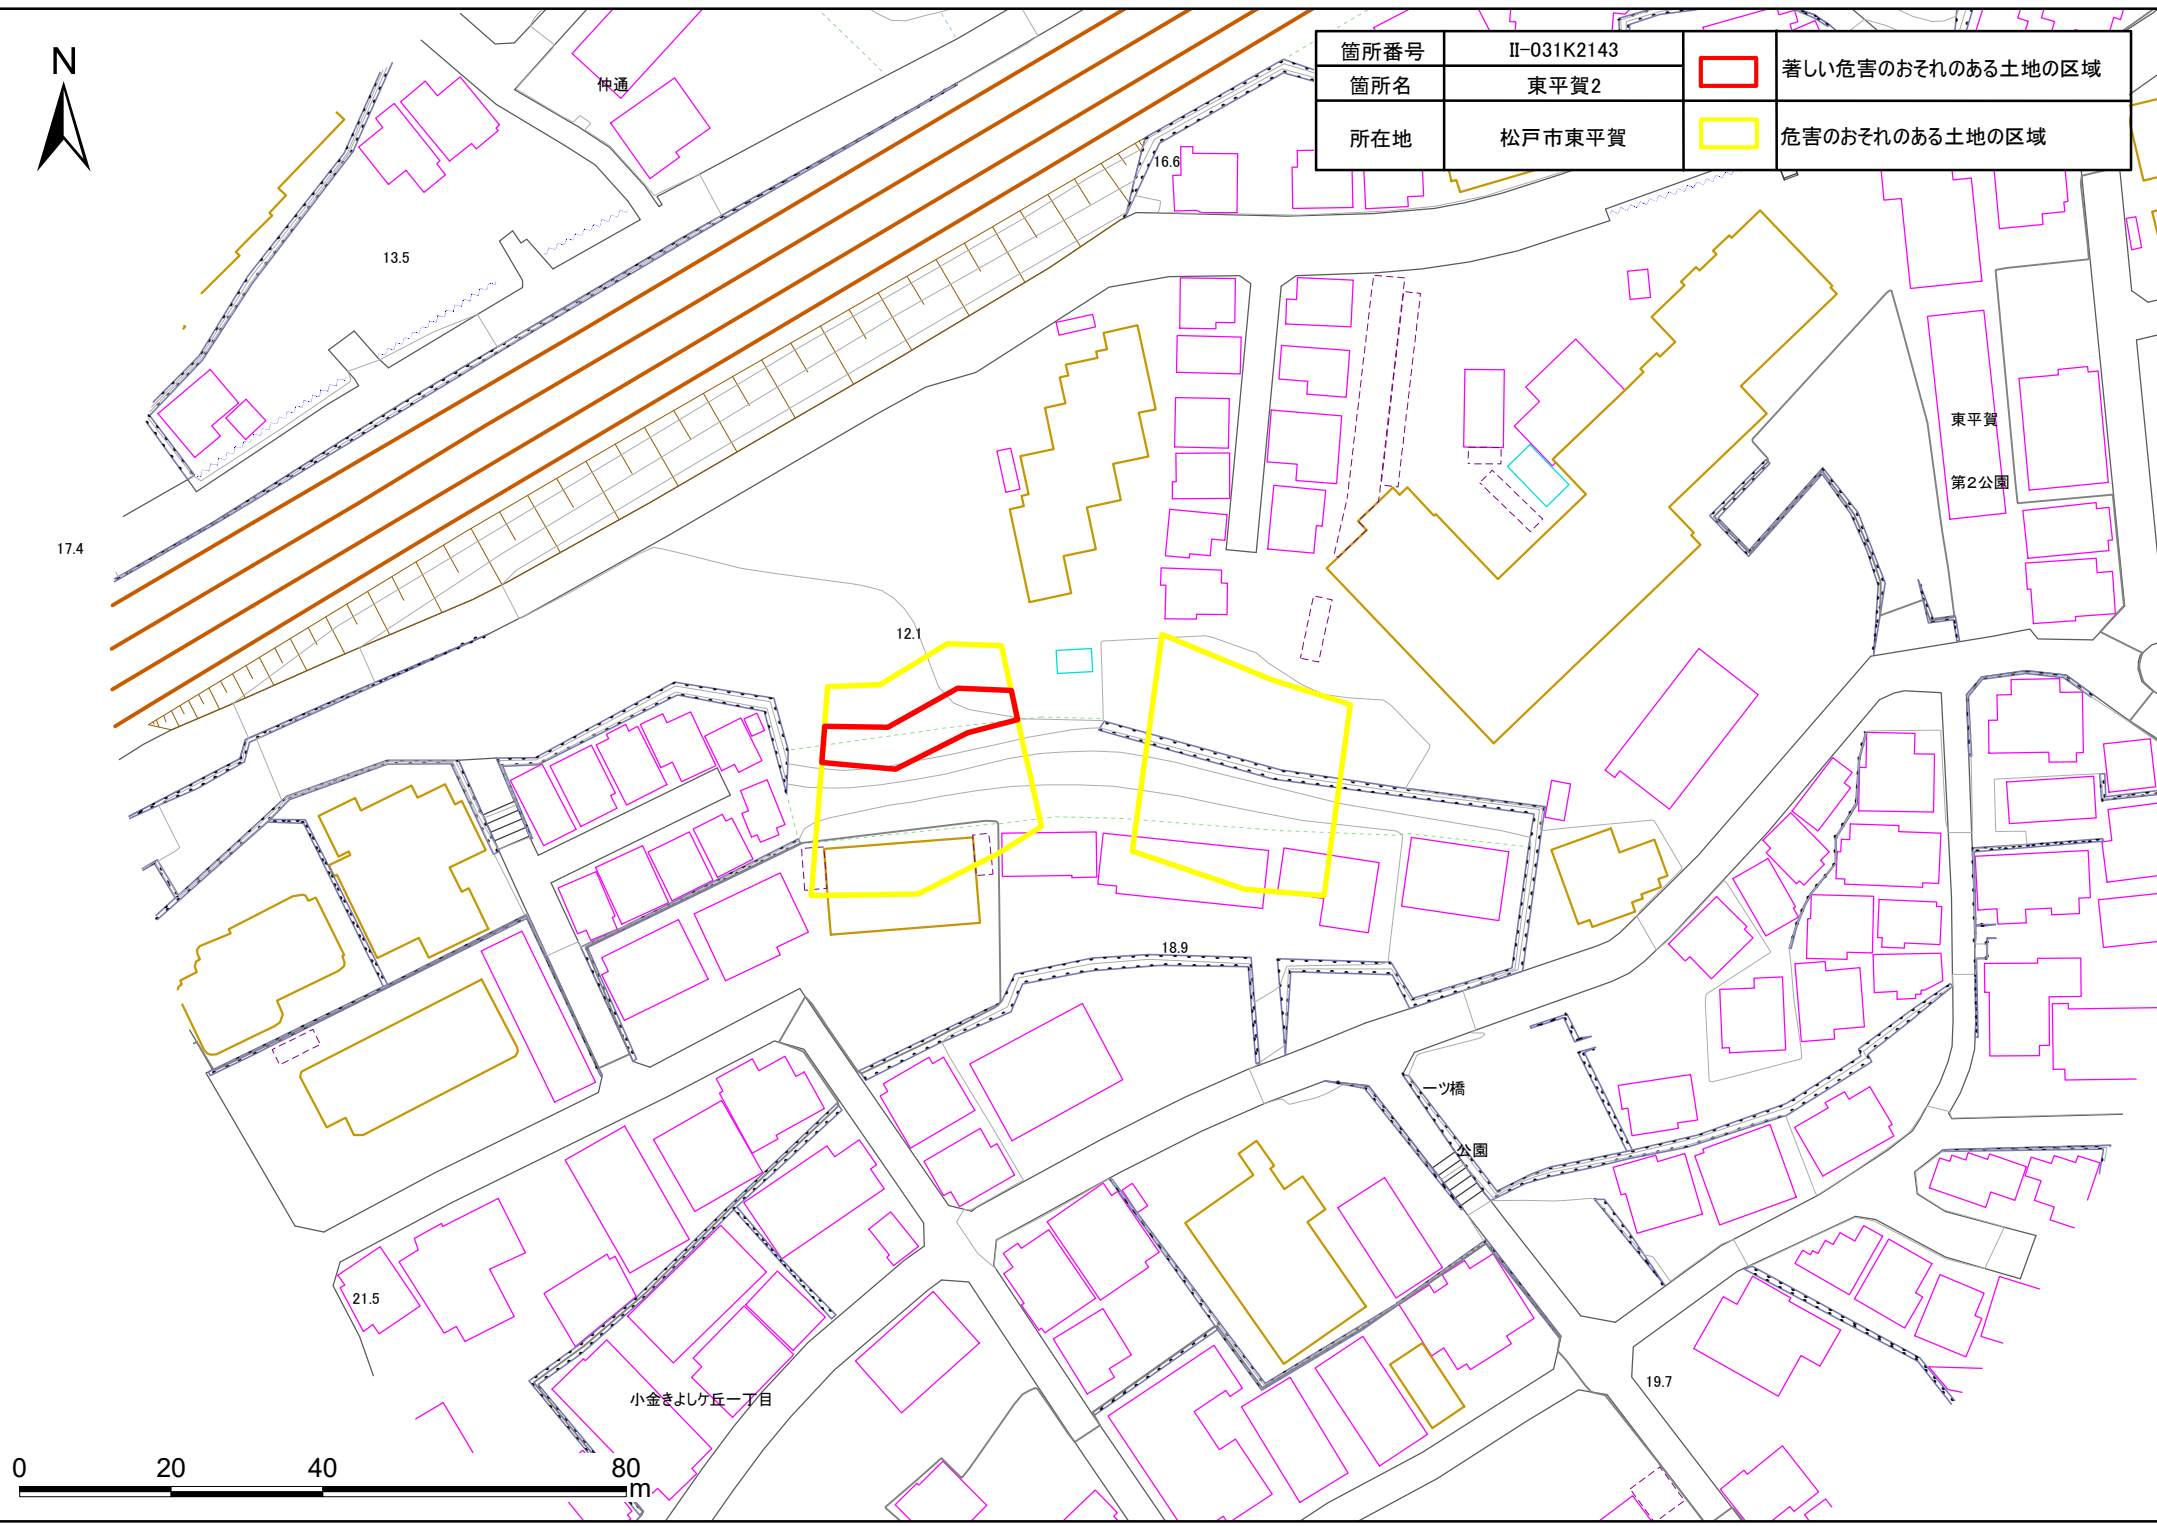 N
箇所番号 II-031K2143
著しい危害のおそれのある土地の区域
箇所名 東平賀2
所在地 松戸市東平賀
危害のおそれのある土地の区域
仲通
16.6
13.5
東平賀
第2公園
17.4
12.1
18.9
一ツ橋
公園
21.5
19.7
小金きよしケ丘一丁目
0 20 40 80
m